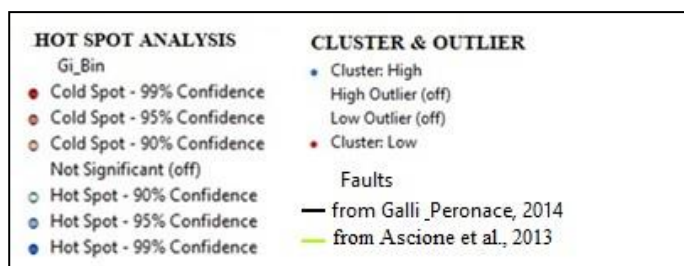 HOT SPOT ANALYSIS
Gi_Bin
Cold Spot - 99% Confidence
Cold Spot - 95% Confidence
Cold Spot - 90% Confidence
Not Significant (off)
Hot Spot - 90% Confidence
Hot Spot - 95% Confidence
Hot Spot - 99% Confidence
CLUSTER & OUTLIER
Cluster: High
High Outlier (off)
Low Outlier (off)
Cluster: Low
Faults
from Galli_Peronace, 2014
from Ascione et al., 2013